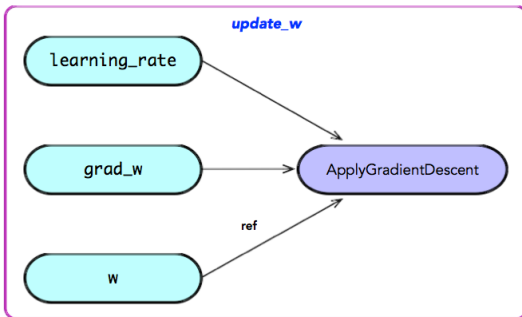 update_w
learning_rate
grad_w
ApplyGradientDescent
ref
w